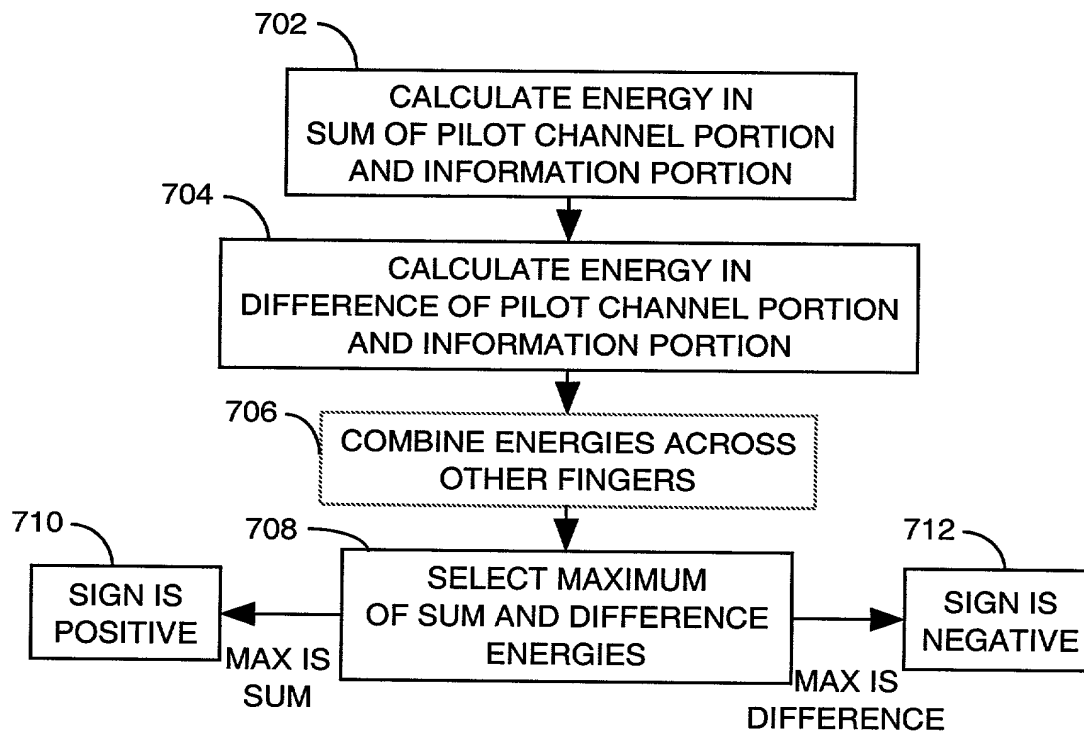 702
CALCULATE ENERGY IN
SUM OF PILOT CHANNEL PORTION
AND INFORMATION PORTION
704
CALCULATE ENERGY IN
DIFFERENCE OF PILOT CHANNEL PORTION
AND INFORMATION PORTION
706
COMBINE ENERGIES ACROSS
OTHER FINGERS
710
SIGN IS
POSITIVE
708
SELECT MAXIMUM
OF SUM AND DIFFERENCE
ENERGIES
712
SIGN IS
NEGATIVE
MAX IS
SUM
MAX IS
DIFFERENCE